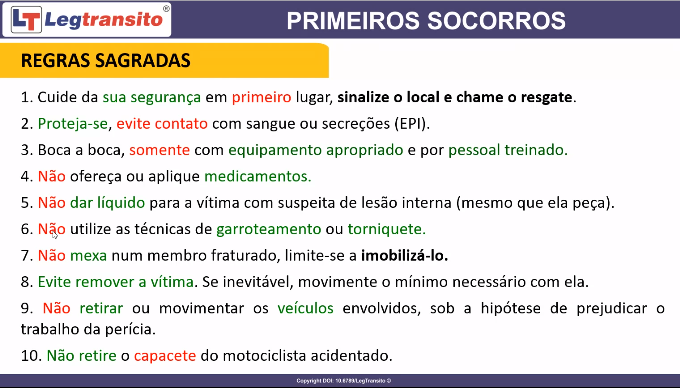 LT Legtransito®
PRIMEIROS SOCORROS
REGRAS SAGRADAS
1. Cuide da sua segurança em primeiro lugar, sinalize o local e chame o resgate.
2. Proteja-se, evite contato com sangue ou secreções (EPI).
3. Boca a boca, somente com equipamento apropriado e por pessoal treinado.
4. Não ofereça ou aplique medicamentos.
5. Não dar líquido para a vítima com suspeita de lesão interna (mesmo que ela peça).
6. Não utilize as técnicas de garroteamento ou torniquete.
7. Não mexa num membro fraturado, limite-se a imobilizá-lo.
8. Evite remover a vítima. Se inevitável, movimente o mínimo necessário com ela.
9. Não retirar ou movimentar os veículos envolvidos, sob a hipótese de prejudicar o
trabalho da perícia.
10. Não retire o capacete do motociclista acidentado.
Copyright DOI: 10.6789/LegTransito ©